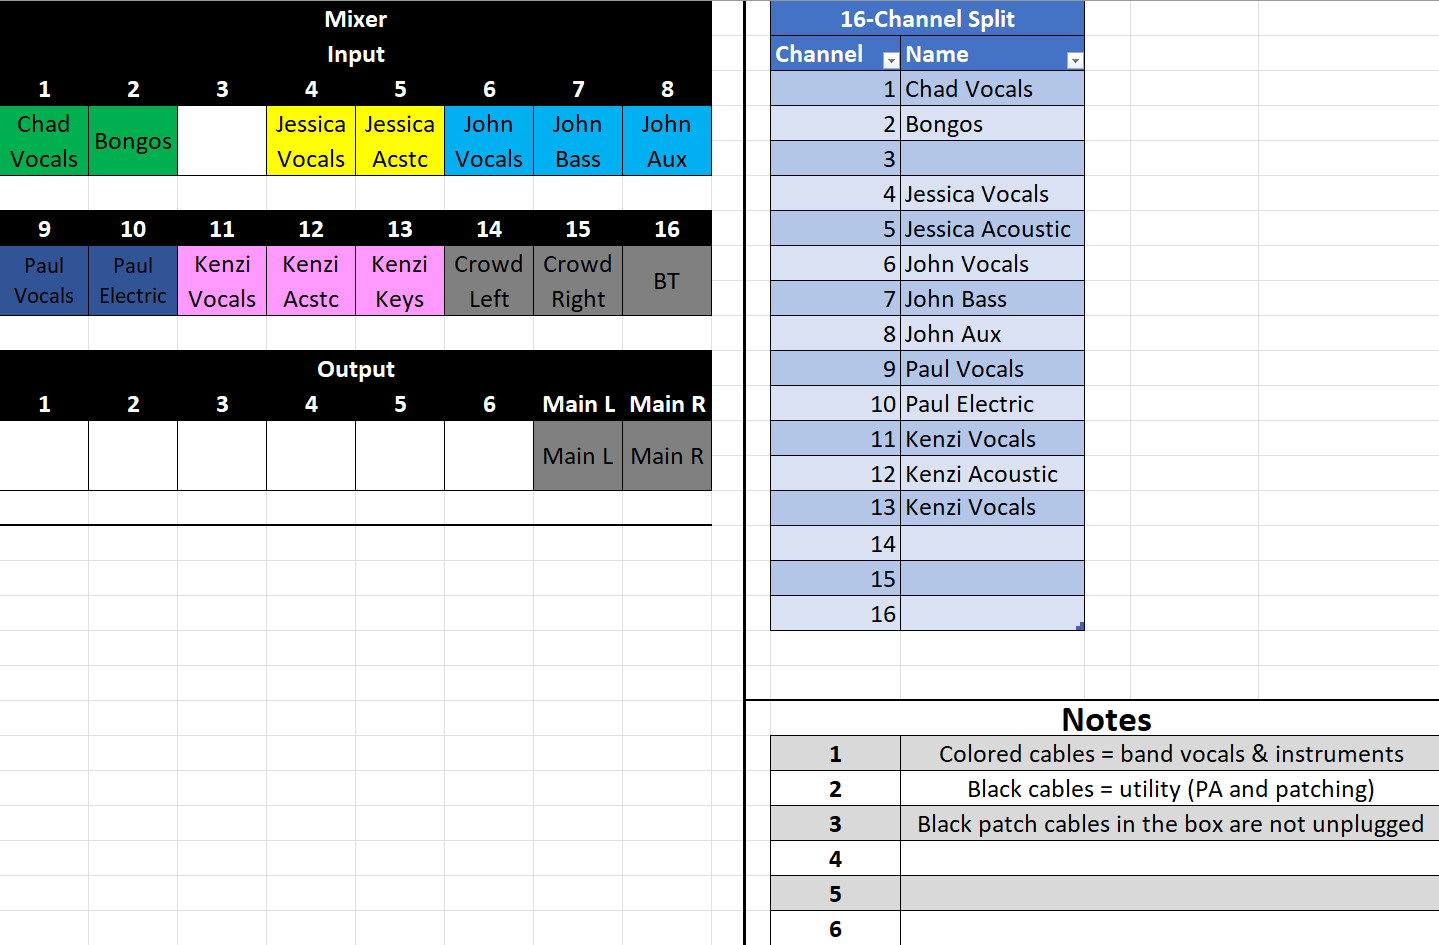 Mixer
Input
1 2 3 4 5 6 7 8
Chad Vocals Bongos Jessica Vocals Jessica Acstc John Vocals John Bass John Aux
9 10 11 12 13 14 15 16
Paul Vocals Paul Electric Kenzi Vocals Kenzi Acstc Kenzi Keys Crowd Left Crowd Right BT
Output
1 2 3 4 5 6 Main L Main R
Main L Main R
16-Channel Split
Channel Name
1 Chad Vocals
2 Bongos
3
4 Jessica Vocals
5 Jessica Acoustic
6 John Vocals
7 John Bass
8 John Aux
9 Paul Vocals
10 Paul Electric
11 Kenzi Vocals
12 Kenzi Acoustic
13 Kenzi Vocals
14
15
16
Notes
1 Colored cables = band vocals & instruments
2 Black cables = utility (PA and patching)
3 Black patch cables in the box are not unplugged
4
5
6